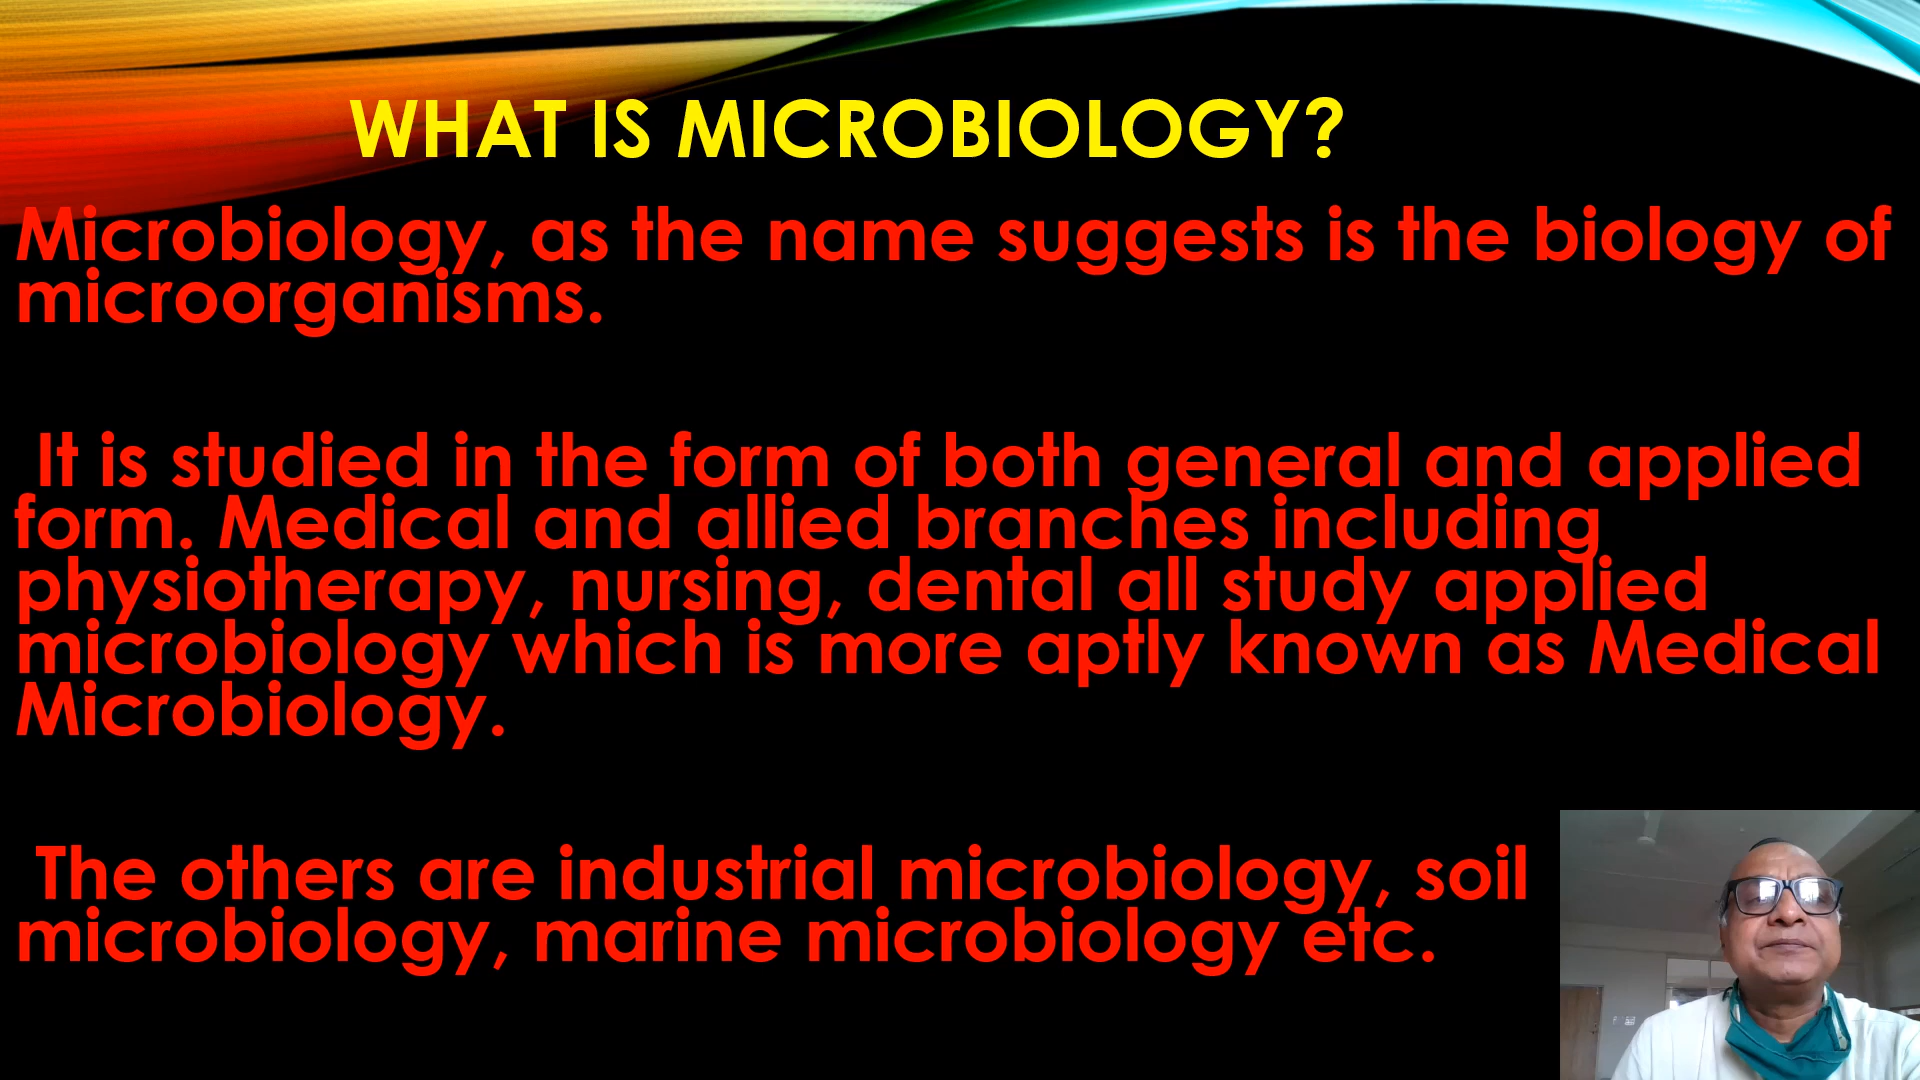 WHAT IS MICROBIOLOGY?
Microbiology, as the name suggests is the biology of
microorganisms.
It is studied in the form of both general and applied
form. Medical and allied branches including
physiotherapy, nursing, dental all study applied
microbiology which is more aptly known as Medical
Microbiology.
The others are industrial microbiology, soil
microbiology, marine microbiology etc.